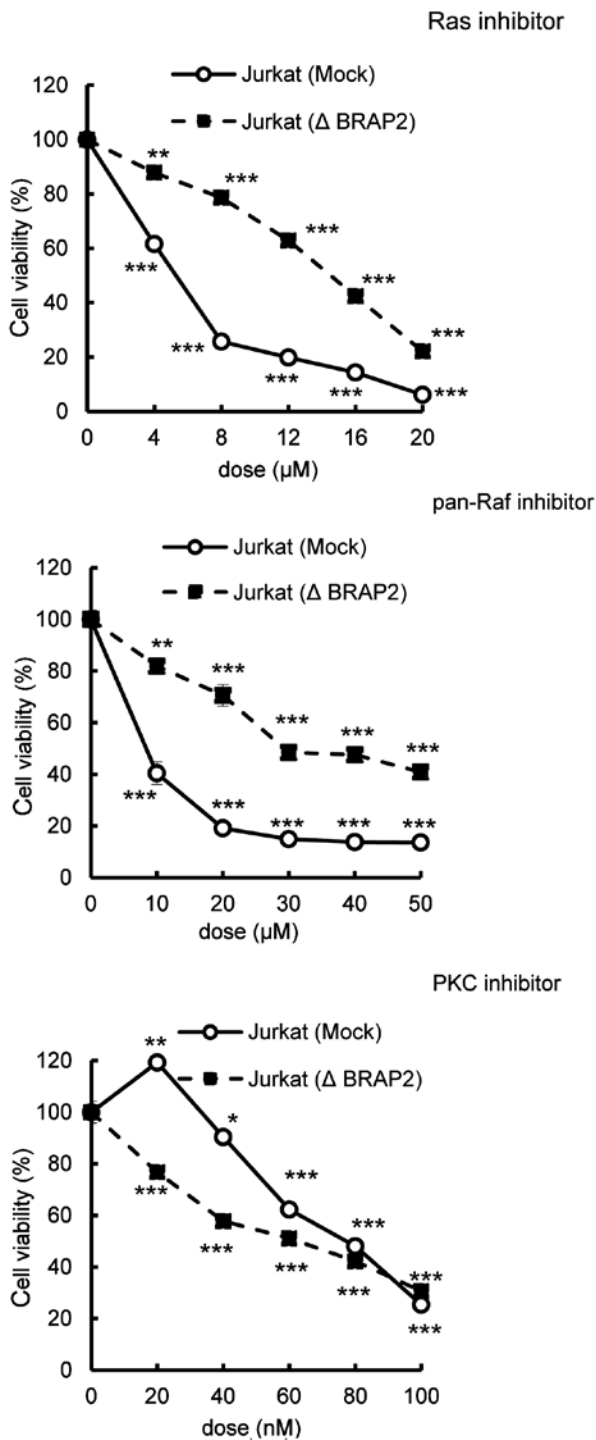 Ras inhibitor
Jurkat (Mock)
Jurkat (Δ BRAP2)
Cell viability (%)
120
100
80
60
40
20
0
**
***
***
***
***
***
***
***
***
***
0 4 8 12 16 20
dose (µM)
pan-Raf inhibitor
Jurkat (Mock)
Jurkat (Δ BRAP2)
Cell viability (%)
120
100
80
60
40
20
0
**
***
***
***
***
***
***
***
***
***
0 10 20 30 40 50
dose (µM)
PKC inhibitor
Jurkat (Mock)
Jurkat (Δ BRAP2)
Cell viability (%)
120
100
80
60
40
20
0
**
*
***
***
***
***
***
***
***
***
0 20 40 60 80 100
dose (nM)